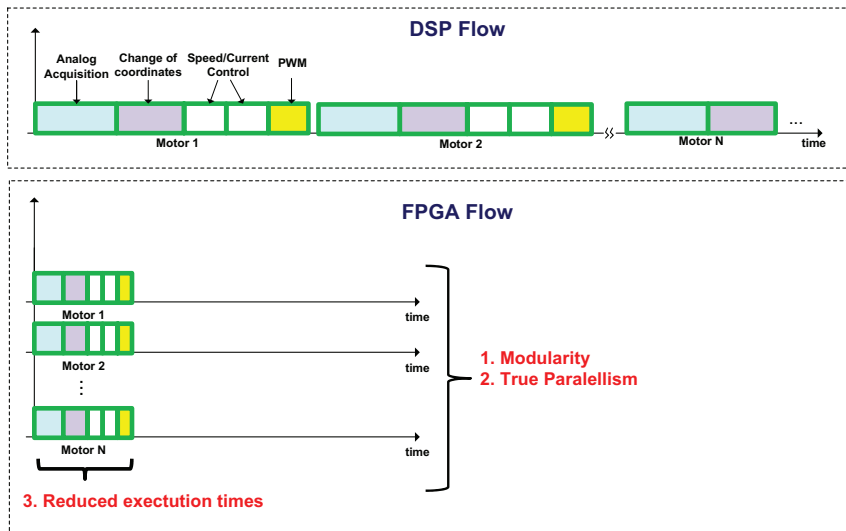 DSP Flow
Analog
Acquisition
Change of
coordinates
Speed/Current
Control
PWM
Motor 1
Motor 2
Motor N
...
time
FPGA Flow
Motor 1
time
Motor 2
time
...
Motor N
time
1. Modularity
2. True Paralellism
3. Reduced exectution times